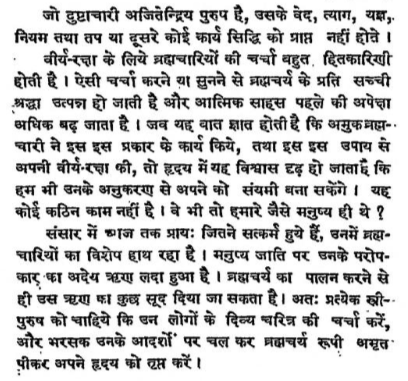 जो दुष्टाचारी अजितेन्द्रिय पुरुष है, उसके वेद, त्याग, यज्ञ,
नियम तथा तप या दूसरे कोई कार्य सिद्धि को प्राप्त नहीं होते ।
वीर्य-रक्षा के लिये ब्रह्मचारियों की चर्चा बहुत हितकारिणी
होती है । ऐसी चर्चा करने या सुनने से ब्रह्मचर्य के प्रति सच्ची
श्रद्धा उत्पन्न हो जाती है और आत्मिक साहस पहले की अपेक्षा
अधिक बढ़ जाता है । जब यह बात ज्ञात होती है कि अमुक ब्रह्म-
चारी ने इस इस प्रकार के कार्य किये, तथा इस इस उपाय से
अपनी वीर्य-रक्षा की, तो हृदय में यह विश्वास दृढ़ हो जाता है कि
हम भी उनके अनुकरण से अपने को संयमी बना सकेंगे । यह
कोई कठिन काम नहीं है । वे भी तो हमारे जैसे मनुष्य ही थे ?
संसार में आज तक प्रायः जितने सत्कर्म हुये हैं, उनमें ब्रह्म-
चारियों का विशेष हाथ रहा है । मनुष्य जाति पर उनके परोप-
कार का अदेय ऋण लदा हुआ है । ब्रह्मचर्य का पालन करने से
ही उस ऋण का कुछ सूद दिया जा सकता है । अतः प्रत्येक स्त्री-
पुरुष को चाहिये कि उन लोगों के दिव्य चरित्र की चर्चा करें,
और भरसक उनके आदर्शों पर चल कर ब्रह्मचर्य रूपी अमृत
पीकर अपने हृदय को तृप्त करें ।